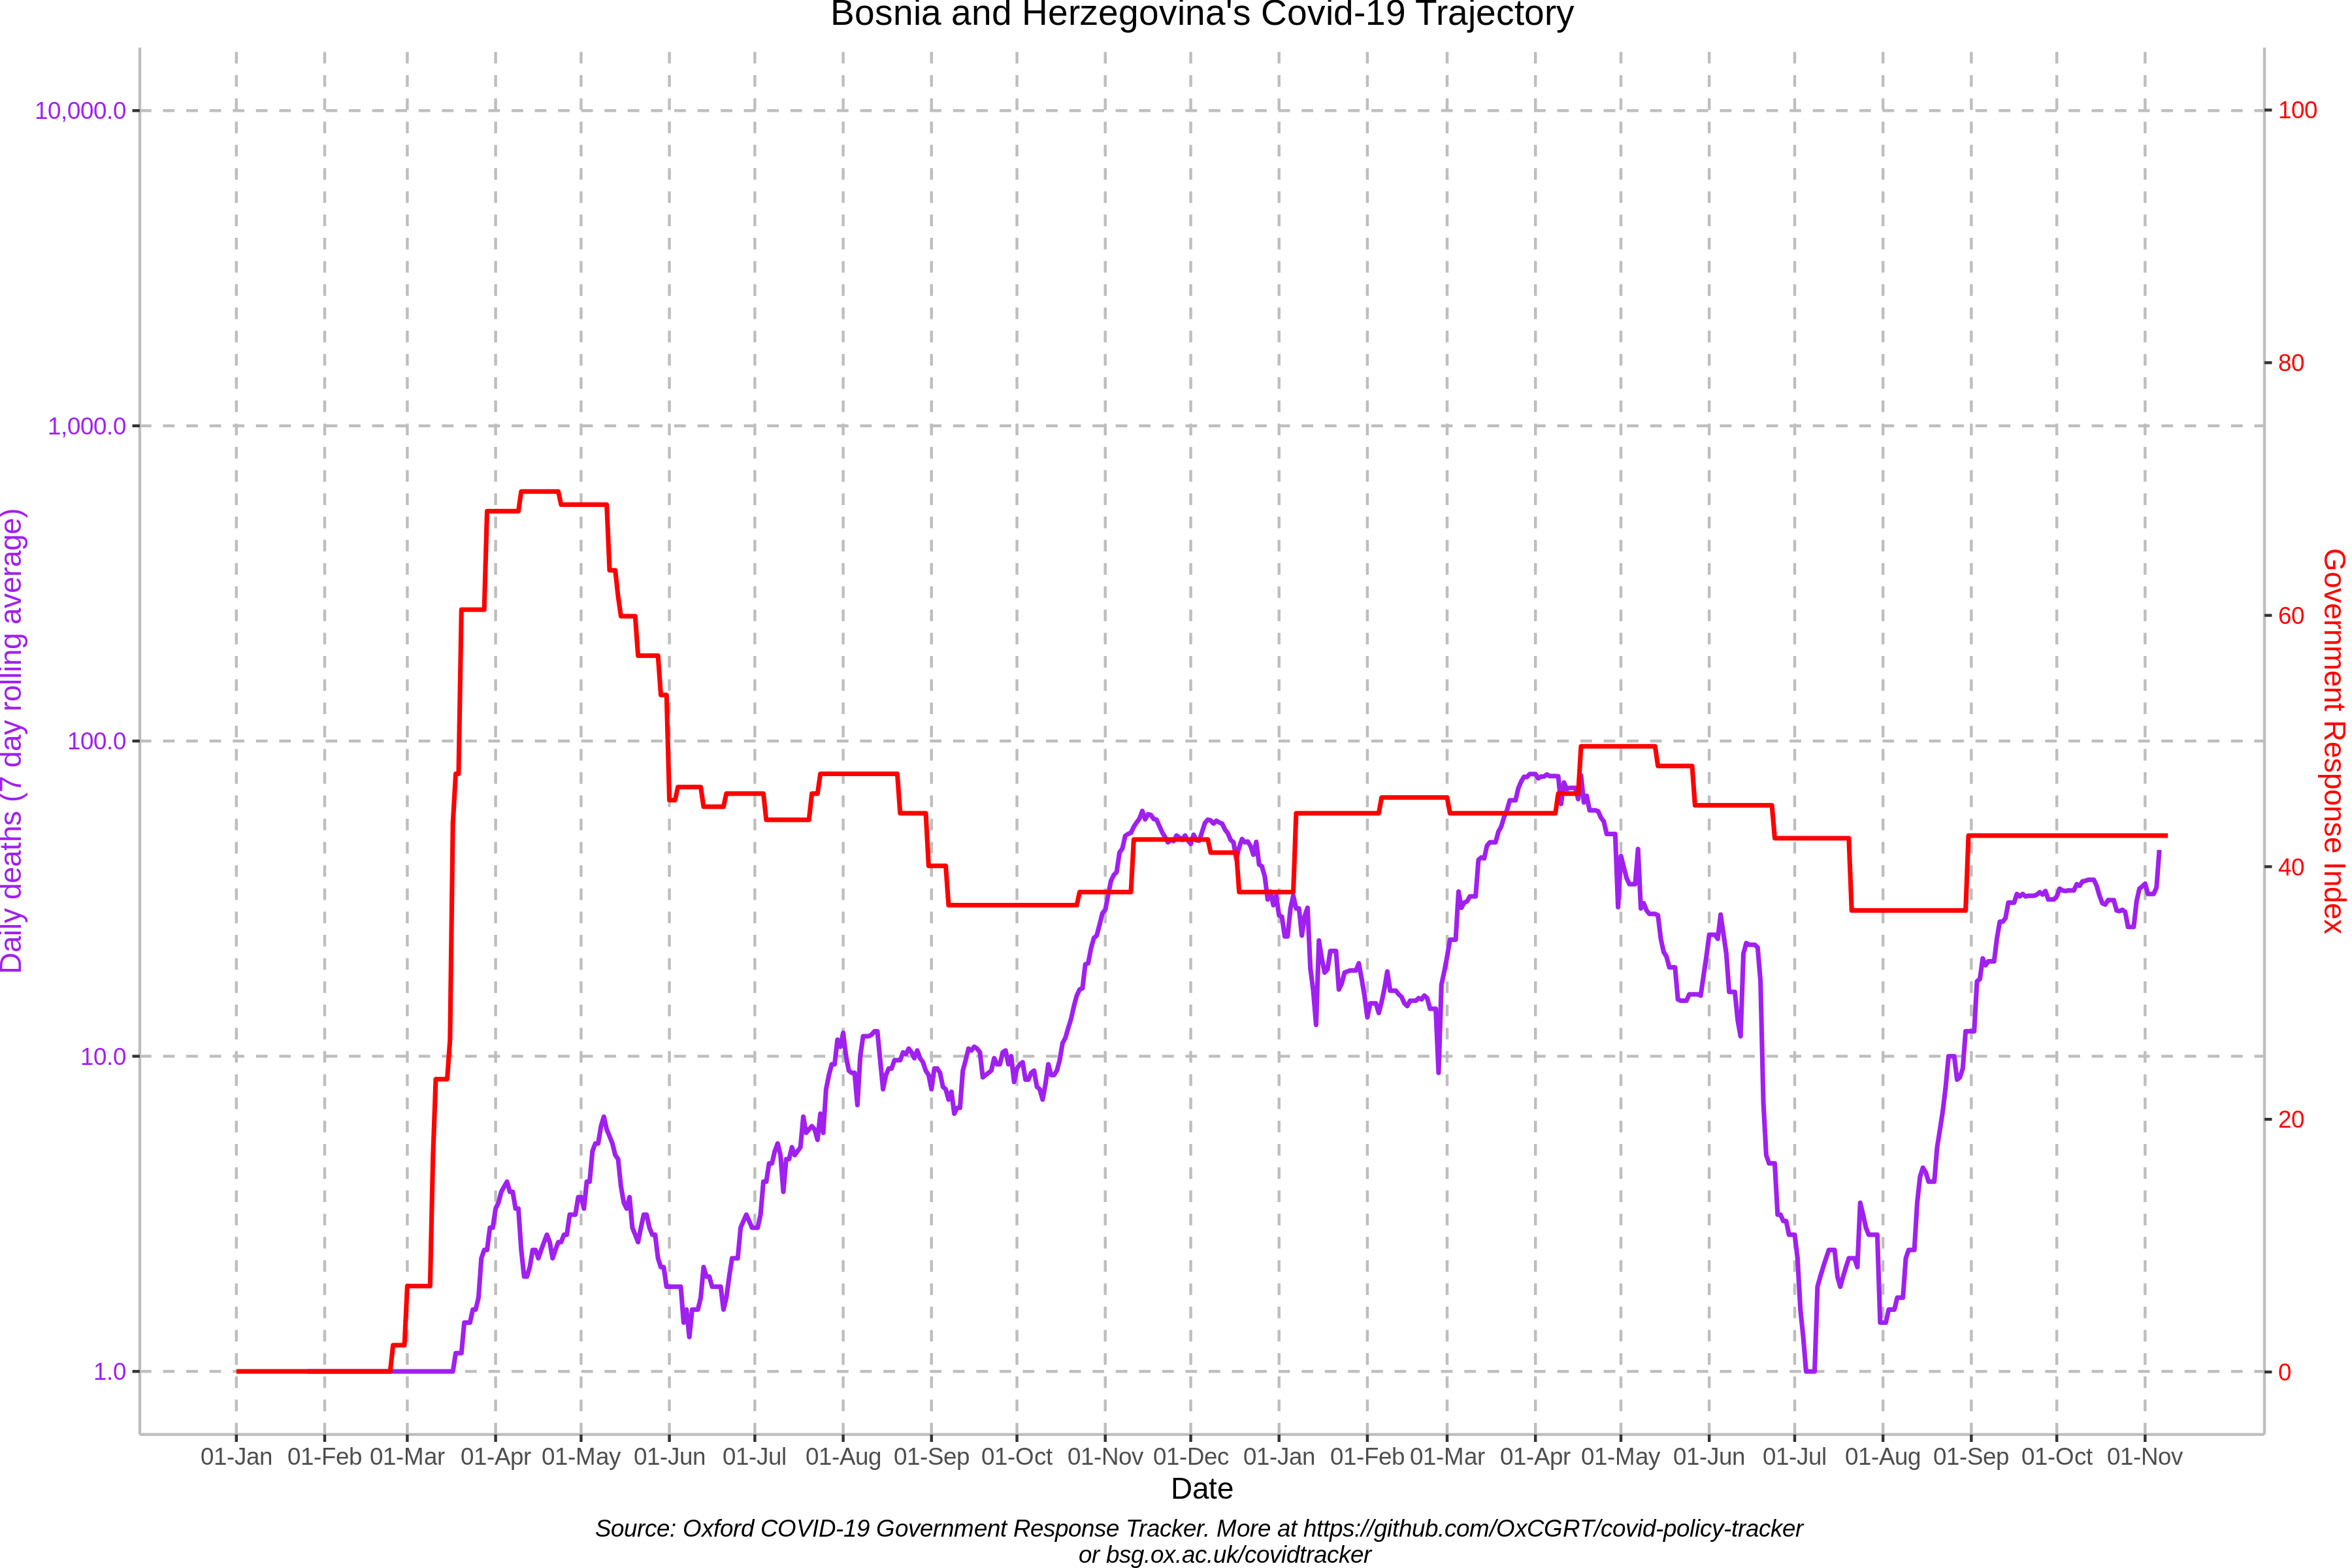 Bosnia and Herzegovina's Covid-19 Trajectory
Daily deaths (7 day rolling average)
10,000.0
1,000.0
100.0
10.0
1.0
100
80
60
40
20
0
Government Response Index
01-Jan 01-Feb 01-Mar 01-Apr 01-May 01-Jun 01-Jul 01-Aug 01-Sep 01-Oct 01-Nov 01-Dec 01-Jan 01-Feb 01-Mar 01-Apr 01-May 01-Jun 01-Jul 01-Aug 01-Sep 01-Oct 01-Nov
Date
Source: Oxford COVID-19 Government Response Tracker. More at https://github.com/OxCGRT/covid-policy-tracker
or bsg.ox.ac.uk/covidtracker